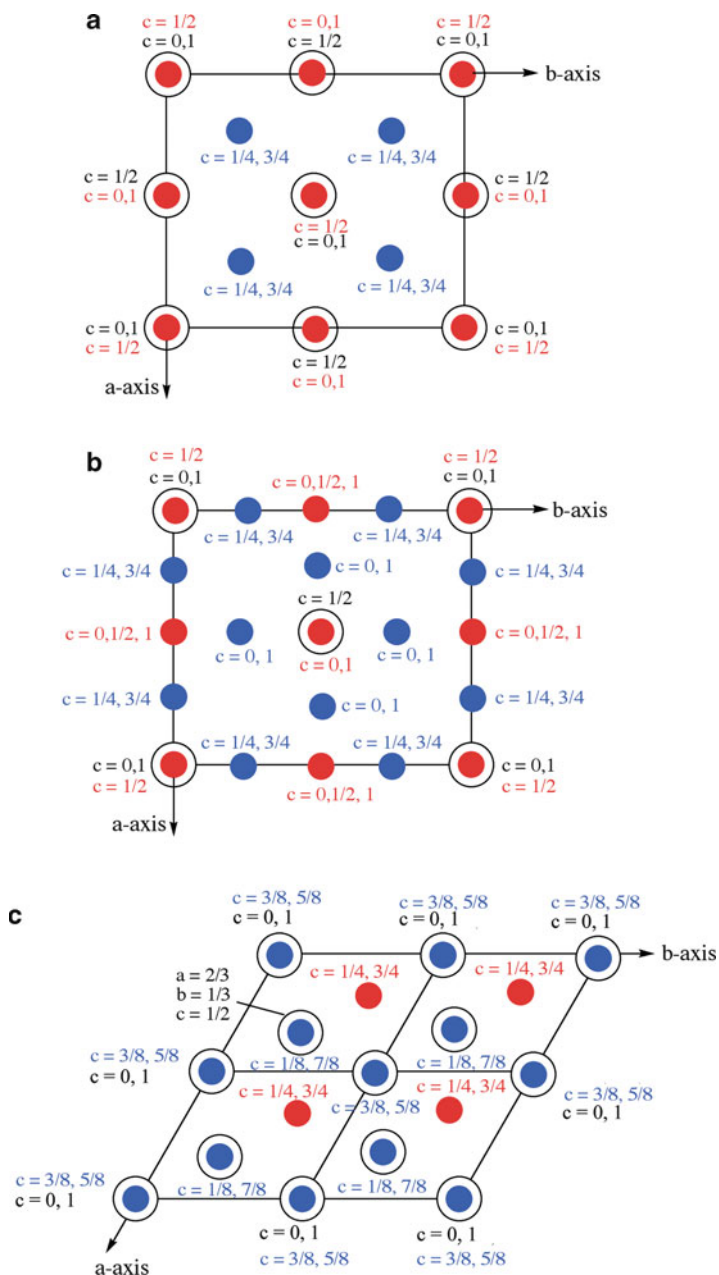 a
c = 1/2
c = 0,1
c = 0,1
c = 1/2
c = 1/2
c = 0,1
b-axis
c = 1/4, 3/4
c = 1/4, 3/4
c = 1/2
c = 0,1
c = 1/2
c = 0,1
c = 1/2
c = 0,1
c = 1/4, 3/4
c = 1/4, 3/4
c = 0,1
c = 1/2
c = 1/2
c = 0,1
c = 0,1
c = 1/2
a-axis
b
c = 1/2
c = 0,1
c = 0,1/2, 1
c = 1/2
c = 0,1
b-axis
c = 1/4, 3/4
c = 1/4, 3/4
c = 1/4, 3/4
c = 0, 1
c = 1/4, 3/4
c = 1/2
c = 0,1/2, 1
c = 0,1/2, 1
c = 0, 1
c = 0,1
c = 0, 1
c = 1/4, 3/4
c = 0, 1
c = 1/4, 3/4
c = 1/4, 3/4
c = 1/4, 3/4
c = 0,1
c = 1/2
c = 0,1/2, 1
c = 0,1
c = 1/2
a-axis
c
c = 3/8, 5/8
c = 0, 1
c = 3/8, 5/8
c = 0, 1
c = 3/8, 5/8
c = 0, 1
b-axis
c = 1/4, 3/4
c = 1/4, 3/4
a = 2/3
b = 1/3
c = 1/2
c = 3/8, 5/8
c = 0, 1
c = 1/8, 7/8
c = 1/8, 7/8
c = 1/4, 3/4
c = 1/4, 3/4
c = 3/8, 5/8
c = 3/8, 5/8
c = 0, 1
c = 3/8, 5/8
c = 0, 1
c = 1/8, 7/8
c = 1/8, 7/8
c = 0, 1
c = 3/8, 5/8
c = 0, 1
c = 3/8, 5/8
a-axis